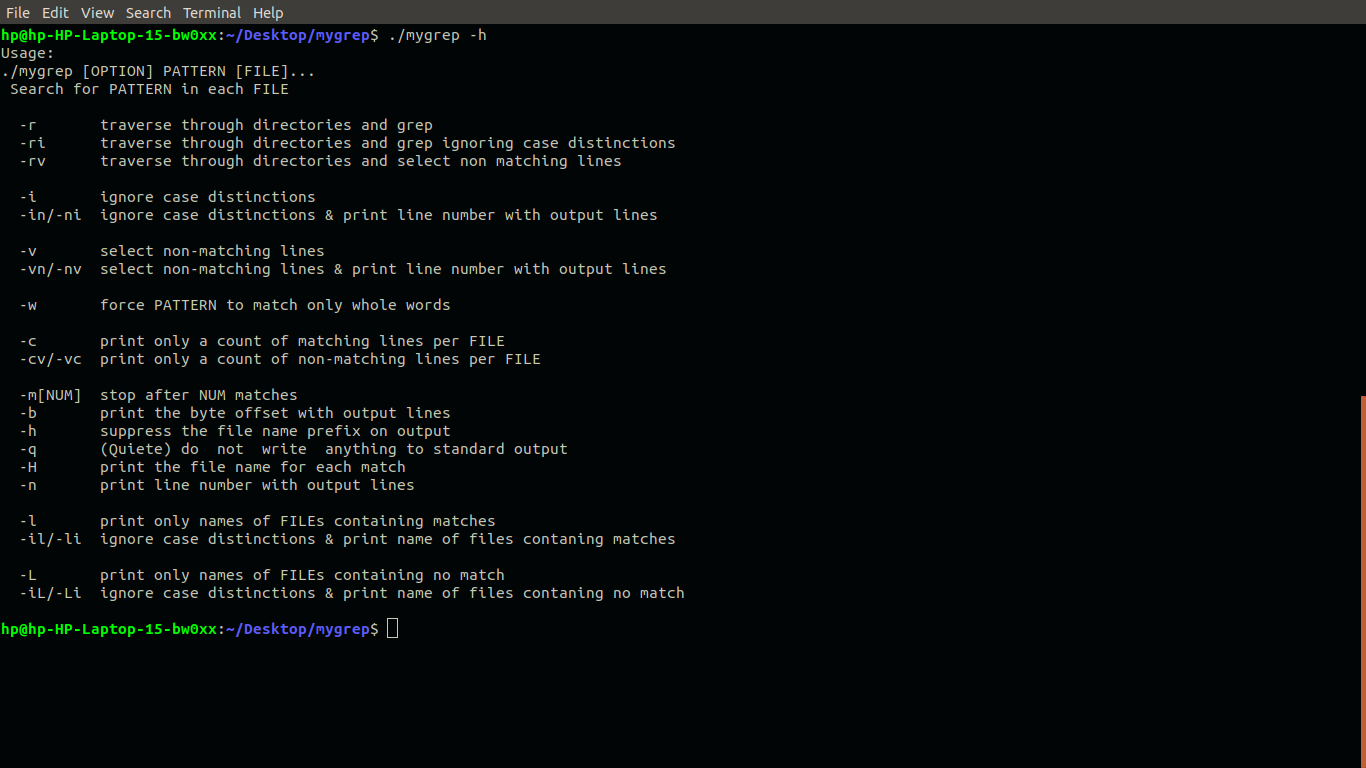 File Edit View Search Terminal Help
hp@hp-HP-Laptop-15-bw0xx:~/Desktop/mygrep$ ./mygrep -h
Usage:
./mygrep [OPTION] PATTERN [FILE]...
 Search for PATTERN in each FILE

  -r       traverse through directories and grep
  -ri      traverse through directories and grep ignoring case distinctions
  -rv      traverse through directories and select non matching lines

  -i       ignore case distinctions
  -in/-ni  ignore case distinctions & print line number with output lines

  -v       select non-matching lines
  -vn/-nv  select non-matching lines & print line number with output lines

  -w       force PATTERN to match only whole words

  -c       print only a count of matching lines per FILE
  -cv/-vc  print only a count of non-matching lines per FILE

  -m[NUM]  stop after NUM matches
  -b       print the byte offset with output lines
  -h       suppress the file name prefix on output
  -q       (Quiete) do  not  write  anything to standard output
  -H       print the file name for each match
  -n       print line number with output lines

  -l       print only names of FILEs containing matches
  -il/-li  ignore case distinctions & print name of files contaning matches

  -L       print only names of FILEs containing no match
  -iL/-Li  ignore case distinctions & print name of files contaning no match

hp@hp-HP-Laptop-15-bw0xx:~/Desktop/mygrep$